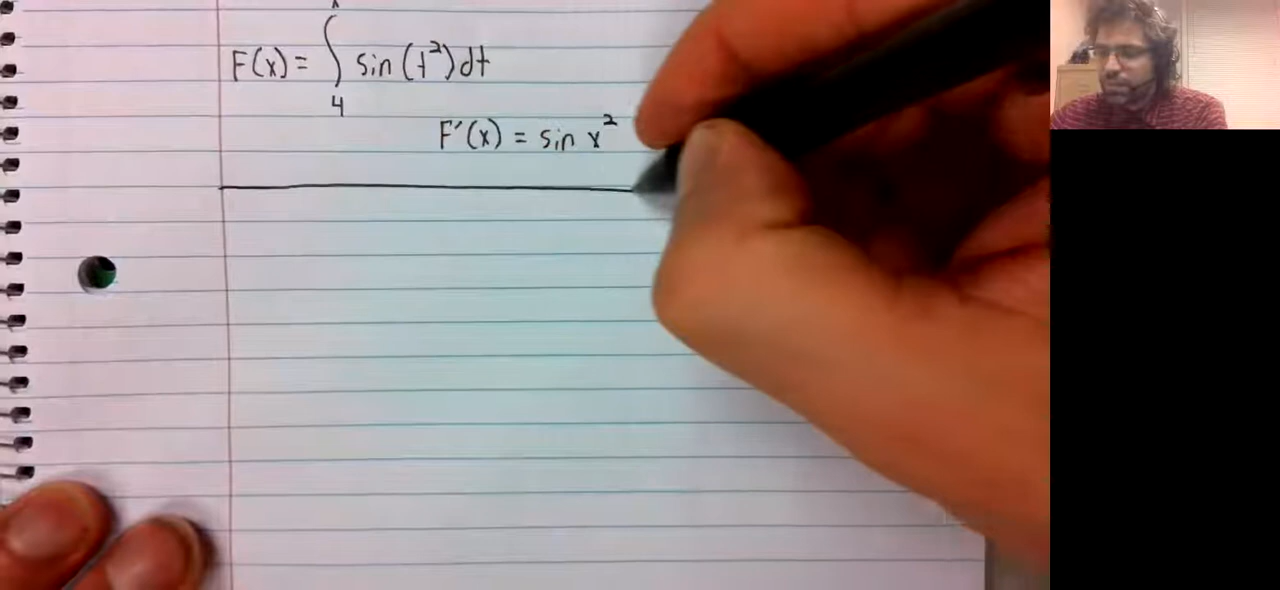 x
F(x) = ∫ sin (t²) dt
4
F'(x) = sin x²